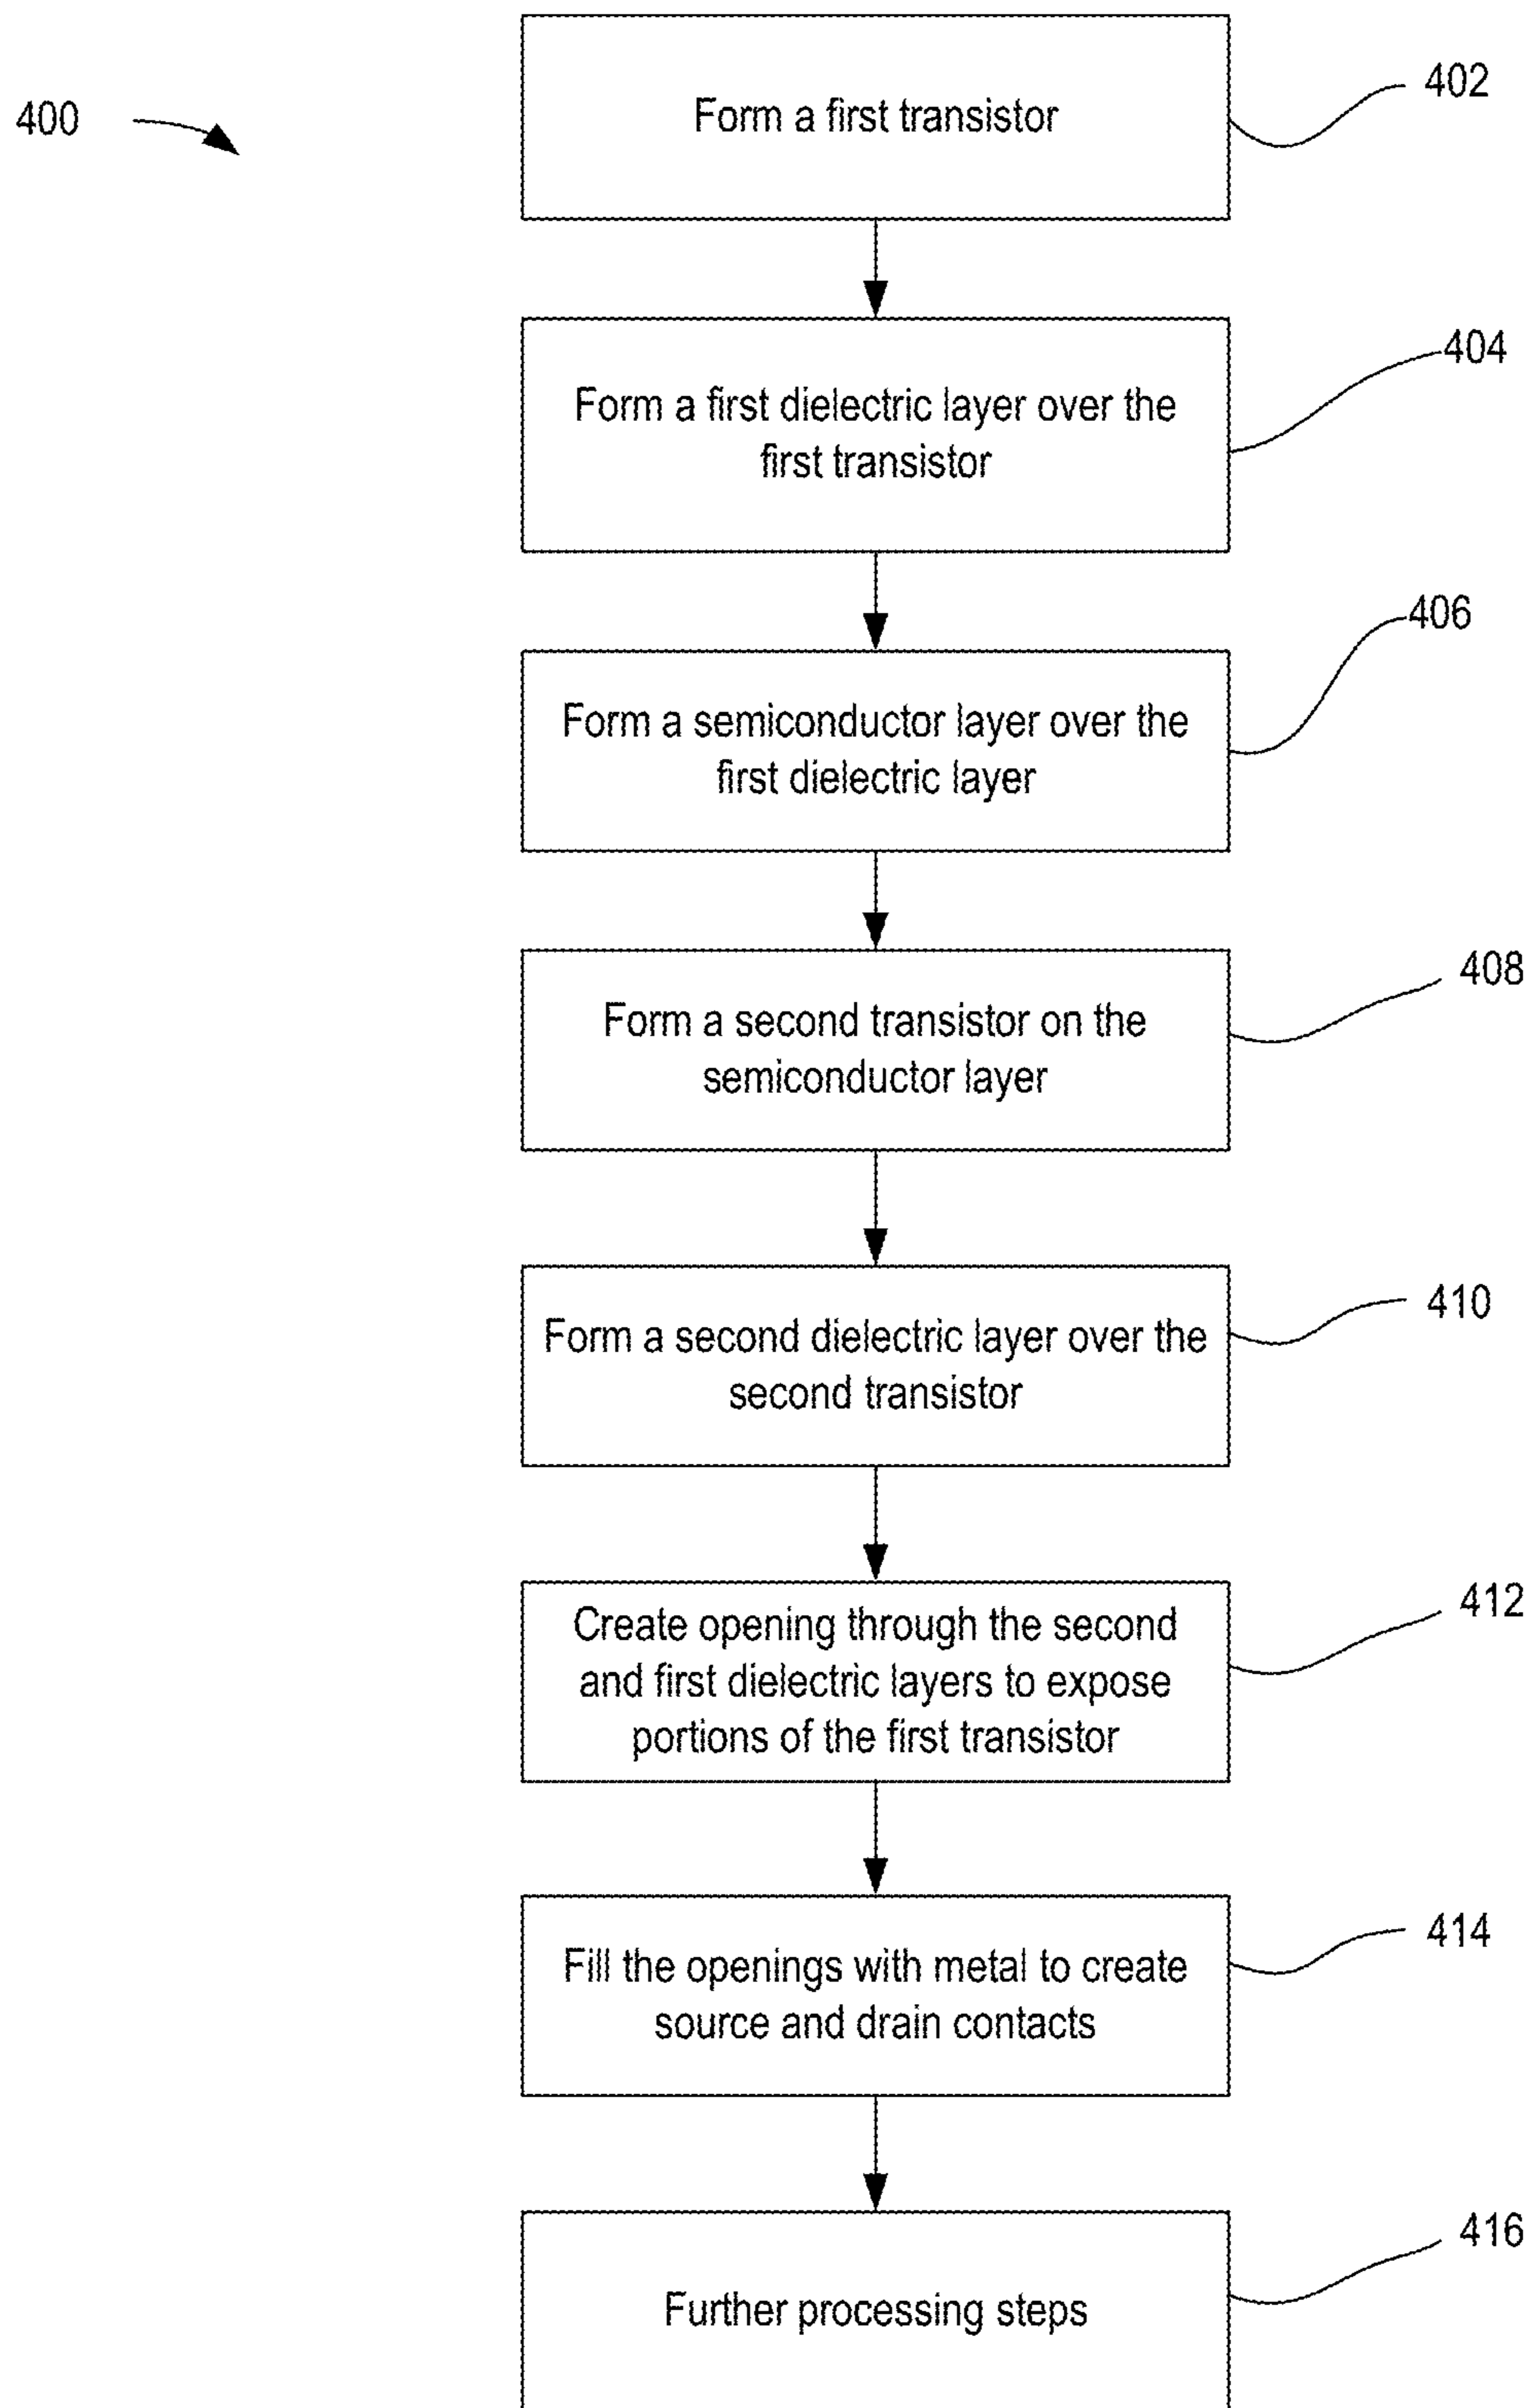 400
Form a first transistor
402
Form a first dielectric layer over the
first transistor
404
Form a semiconductor layer over the
first dielectric layer
406
Form a second transistor on the
semiconductor layer
408
Form a second dielectric layer over the
second transistor
410
Create opening through the second
and first dielectric layers to expose
portions of the first transistor
412
Fill the openings with metal to create
source and drain contacts
414
Further processing steps
416